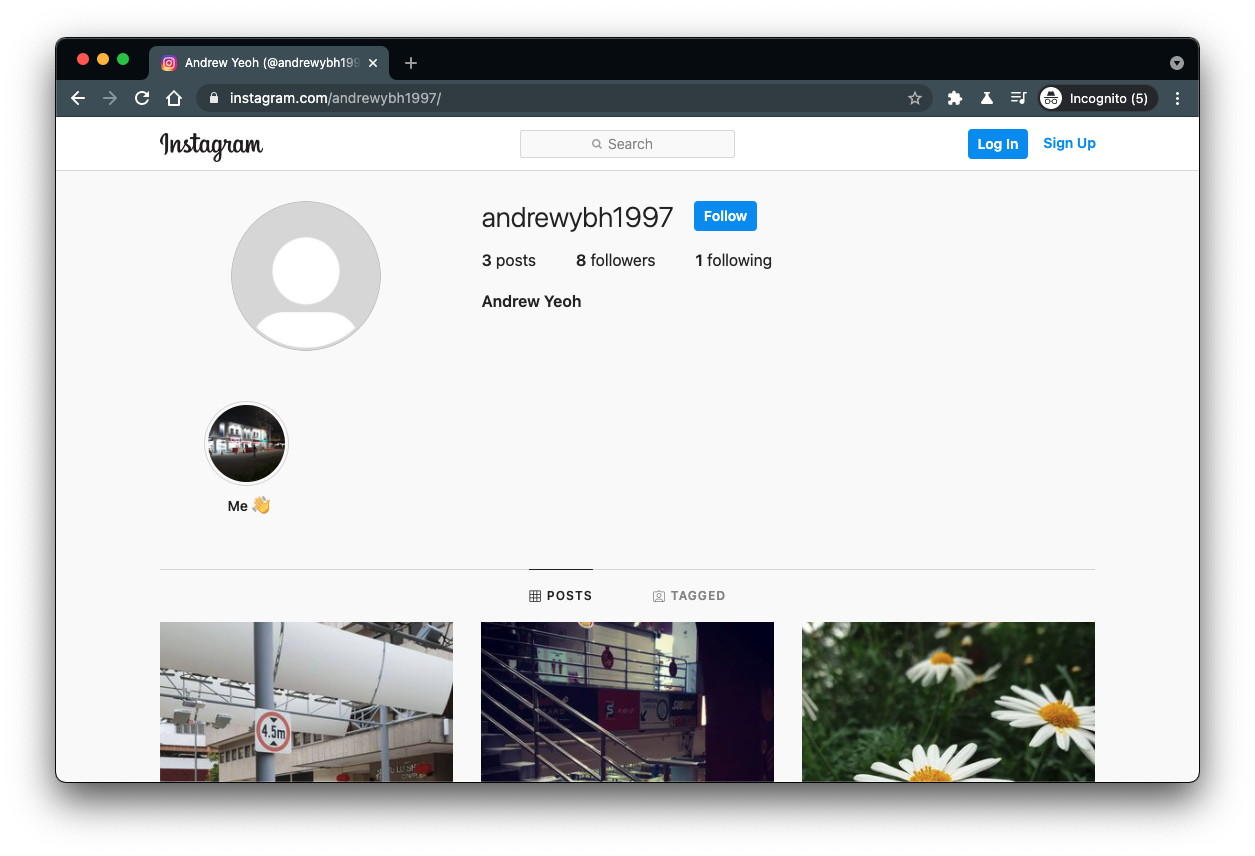 Andrew Yeoh (@andrewybh199
instagram.com/andrewybh1997/
Incognito (5)
Instagram
Search
Log In
Sign Up
andrewybh1997
Follow
3 posts 8 followers 1 following
Andrew Yeoh
Me 👋
POSTS
TAGGED
4.5m
SUBWAY